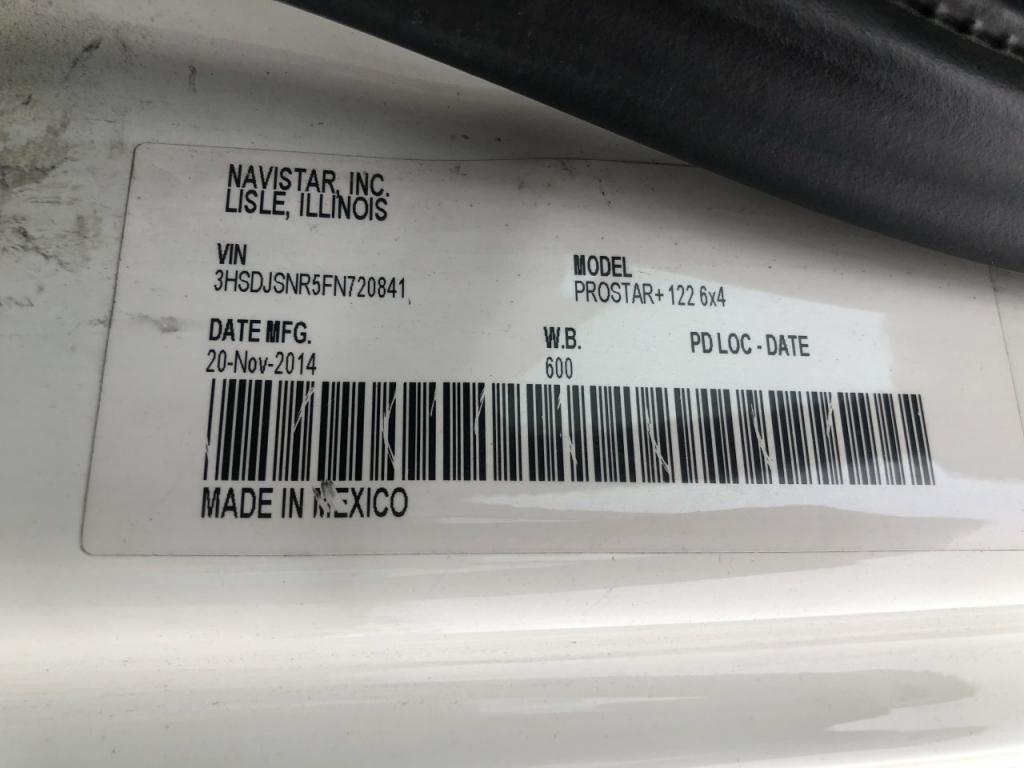 NAVISTAR, INC.
LISLE, ILLINOIS
VIN
3HSDJSNR5FN720841
MODEL
PROSTAR+ 122 6x4
DATE MFG.
20-Nov-2014
W.B.
600
PD LOC - DATE
MADE IN MEXICO